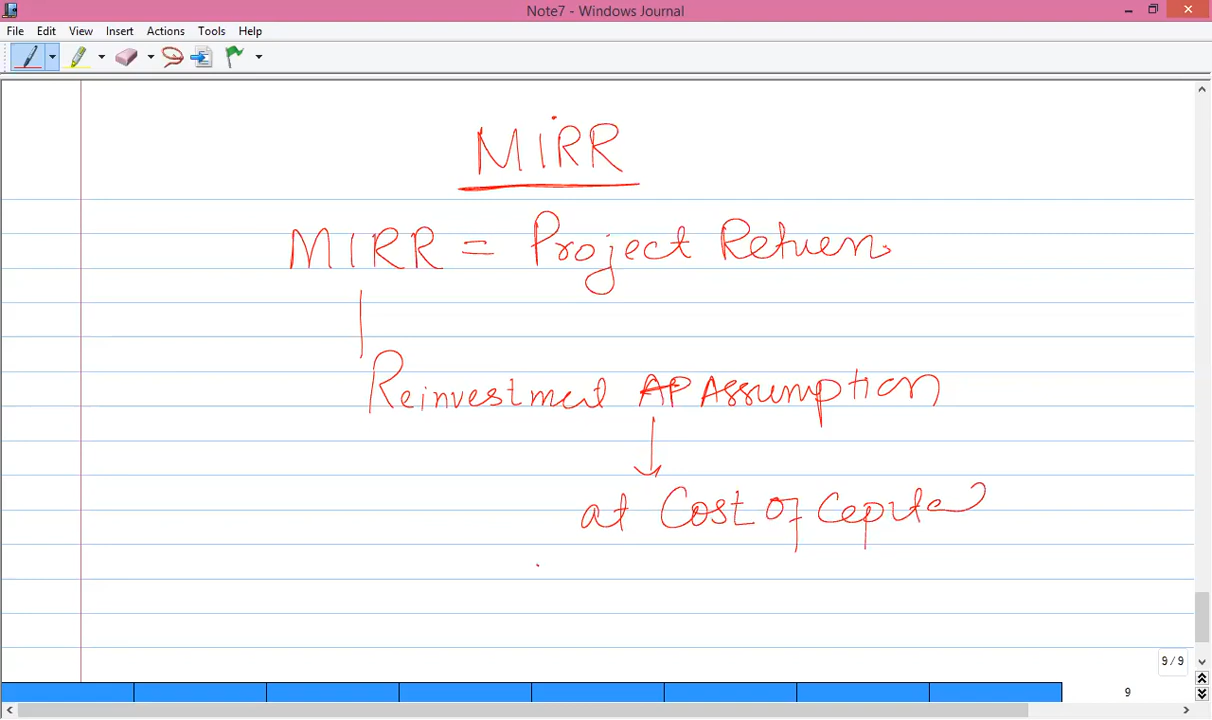 Note7 - Windows Journal
File Edit View Insert Actions Tools Help
MIRR
MIRR = Project Return
Reinvestment AP Assumption
at Cost of Capital
9 / 9
9